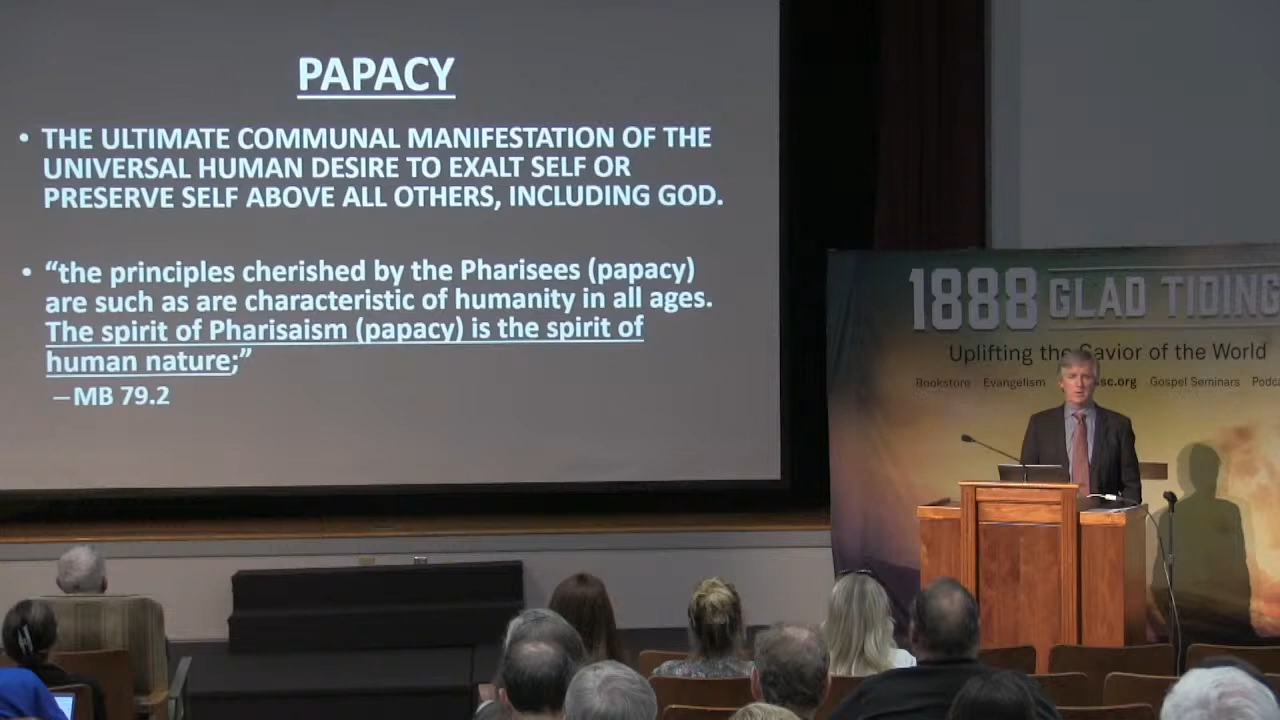 PAPACY
• THE ULTIMATE COMMUNAL MANIFESTATION OF THE
UNIVERSAL HUMAN DESIRE TO EXALT SELF OR
PRESERVE SELF ABOVE ALL OTHERS, INCLUDING GOD.
• “the principles cherished by the Pharisees (papacy)
are such as are characteristic of humanity in all ages.
The spirit of Pharisaism (papacy) is the spirit of
human nature;”
–MB 79.2
1888 GLAD TIDING
Uplifting the Savior of the World
Bookstore Evangelism sc.org Gospel Seminars Podca